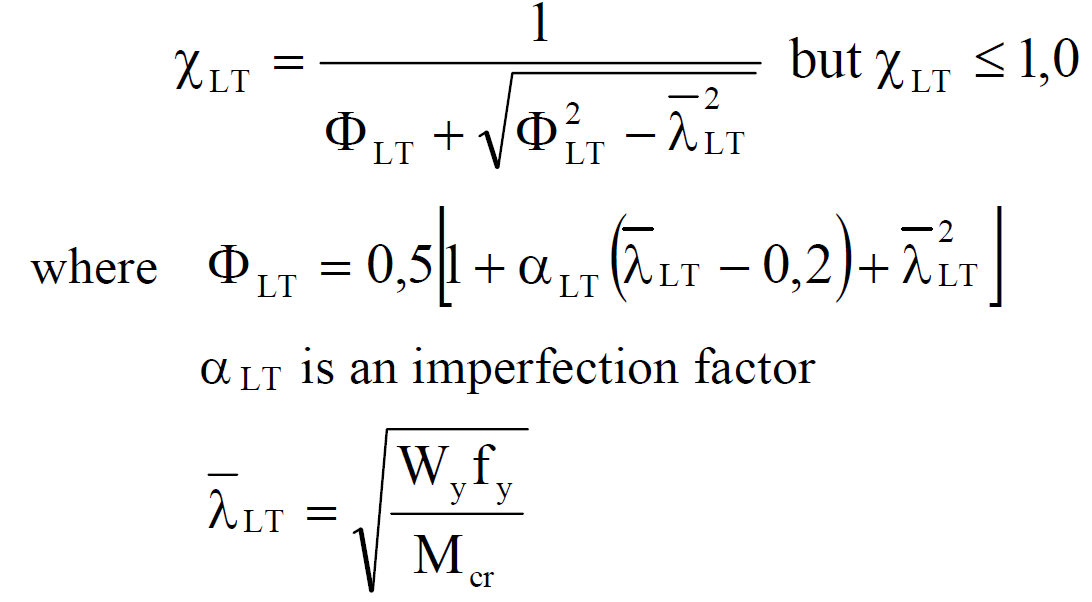 χ_LT = 1 / (Φ_LT + √(Φ_LT² − λ̄_LT²)) but χ_LT ≤ 1,0
where Φ_LT = 0,5⌊1 + α_LT (λ̄_LT − 0,2) + λ̄_LT²⌋
α_LT is an imperfection factor
λ̄_LT = √(W_y f_y / M_cr)